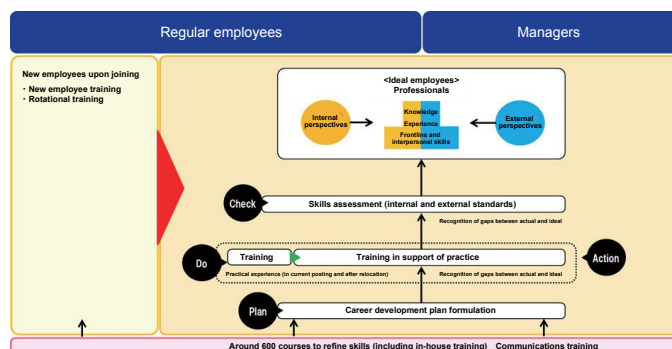 Regular employees
Managers
New employees upon joining
・New employee training
・Rotational training
<Ideal employees>
Professionals
Internal
perspectives
Knowledge
Experience
Frontline and
interpersonal skills
External
perspectives
Check
Skills assessment (internal and external standards)
Recognition of gaps between actual and ideal
Do
Training
Training in support of practice
Action
Practical experience (in current posting and after relocation)
Recognition of gaps between actual and ideal
Plan
Career development plan formulation
Around 600 courses to refine skills (including in-house training)
Communications training